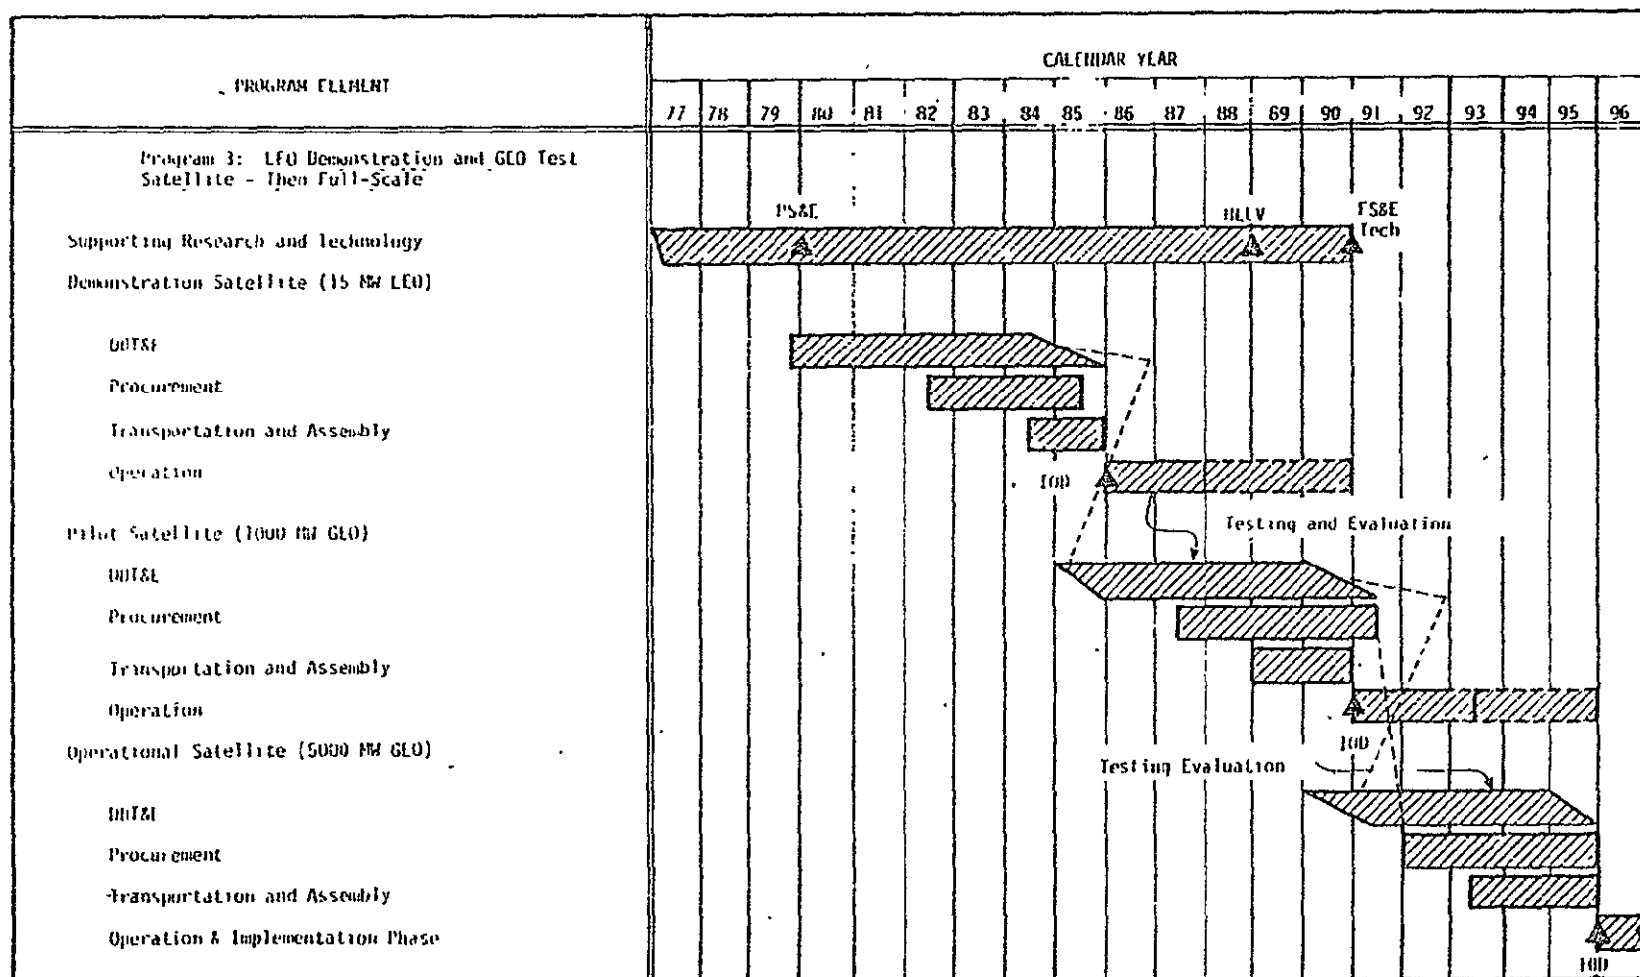 CALENDAR YEAR
PROGRAM ELEMENT
77 78 79 80 81 82 83 84 85 86 87 88 89 90 91 92 93 94 95 96
Program 3: LEO Demonstration and GEO Test
Satellite - Then Full-Scale
PS&E
HLLV
FS&E
Tech
Supporting Research and Technology
Demonstration Satellite (15 MW LEO)
DDT&E
Procurement
Transportation and Assembly
Operation
IOD
Testing and Evaluation
Pilot Satellite (1000 MW GEO)
DDT&E
Procurement
Transportation and Assembly
Operation
IOD
Operational Satellite (5000 MW GEO)
Testing Evaluation
DDT&E
Procurement
Transportation and Assembly
Operation & Implementation Phase
IOD